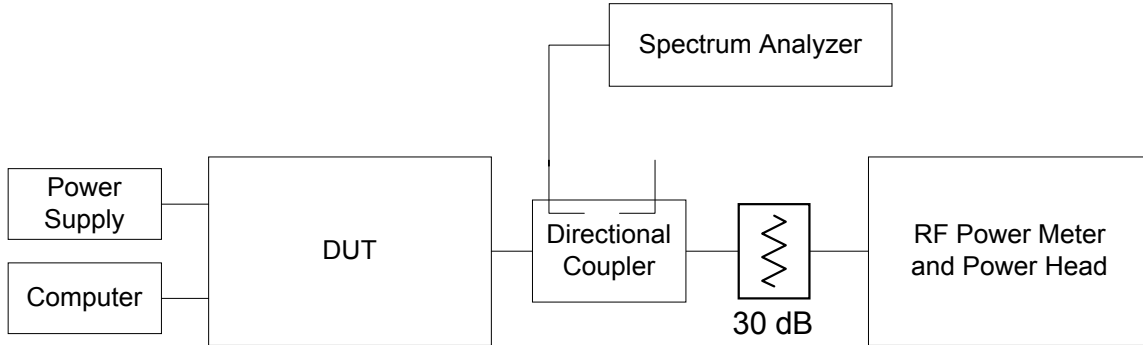 Spectrum Analyzer
Power
Supply
Computer
DUT
Directional
Coupler
30 dB
RF Power Meter
and Power Head